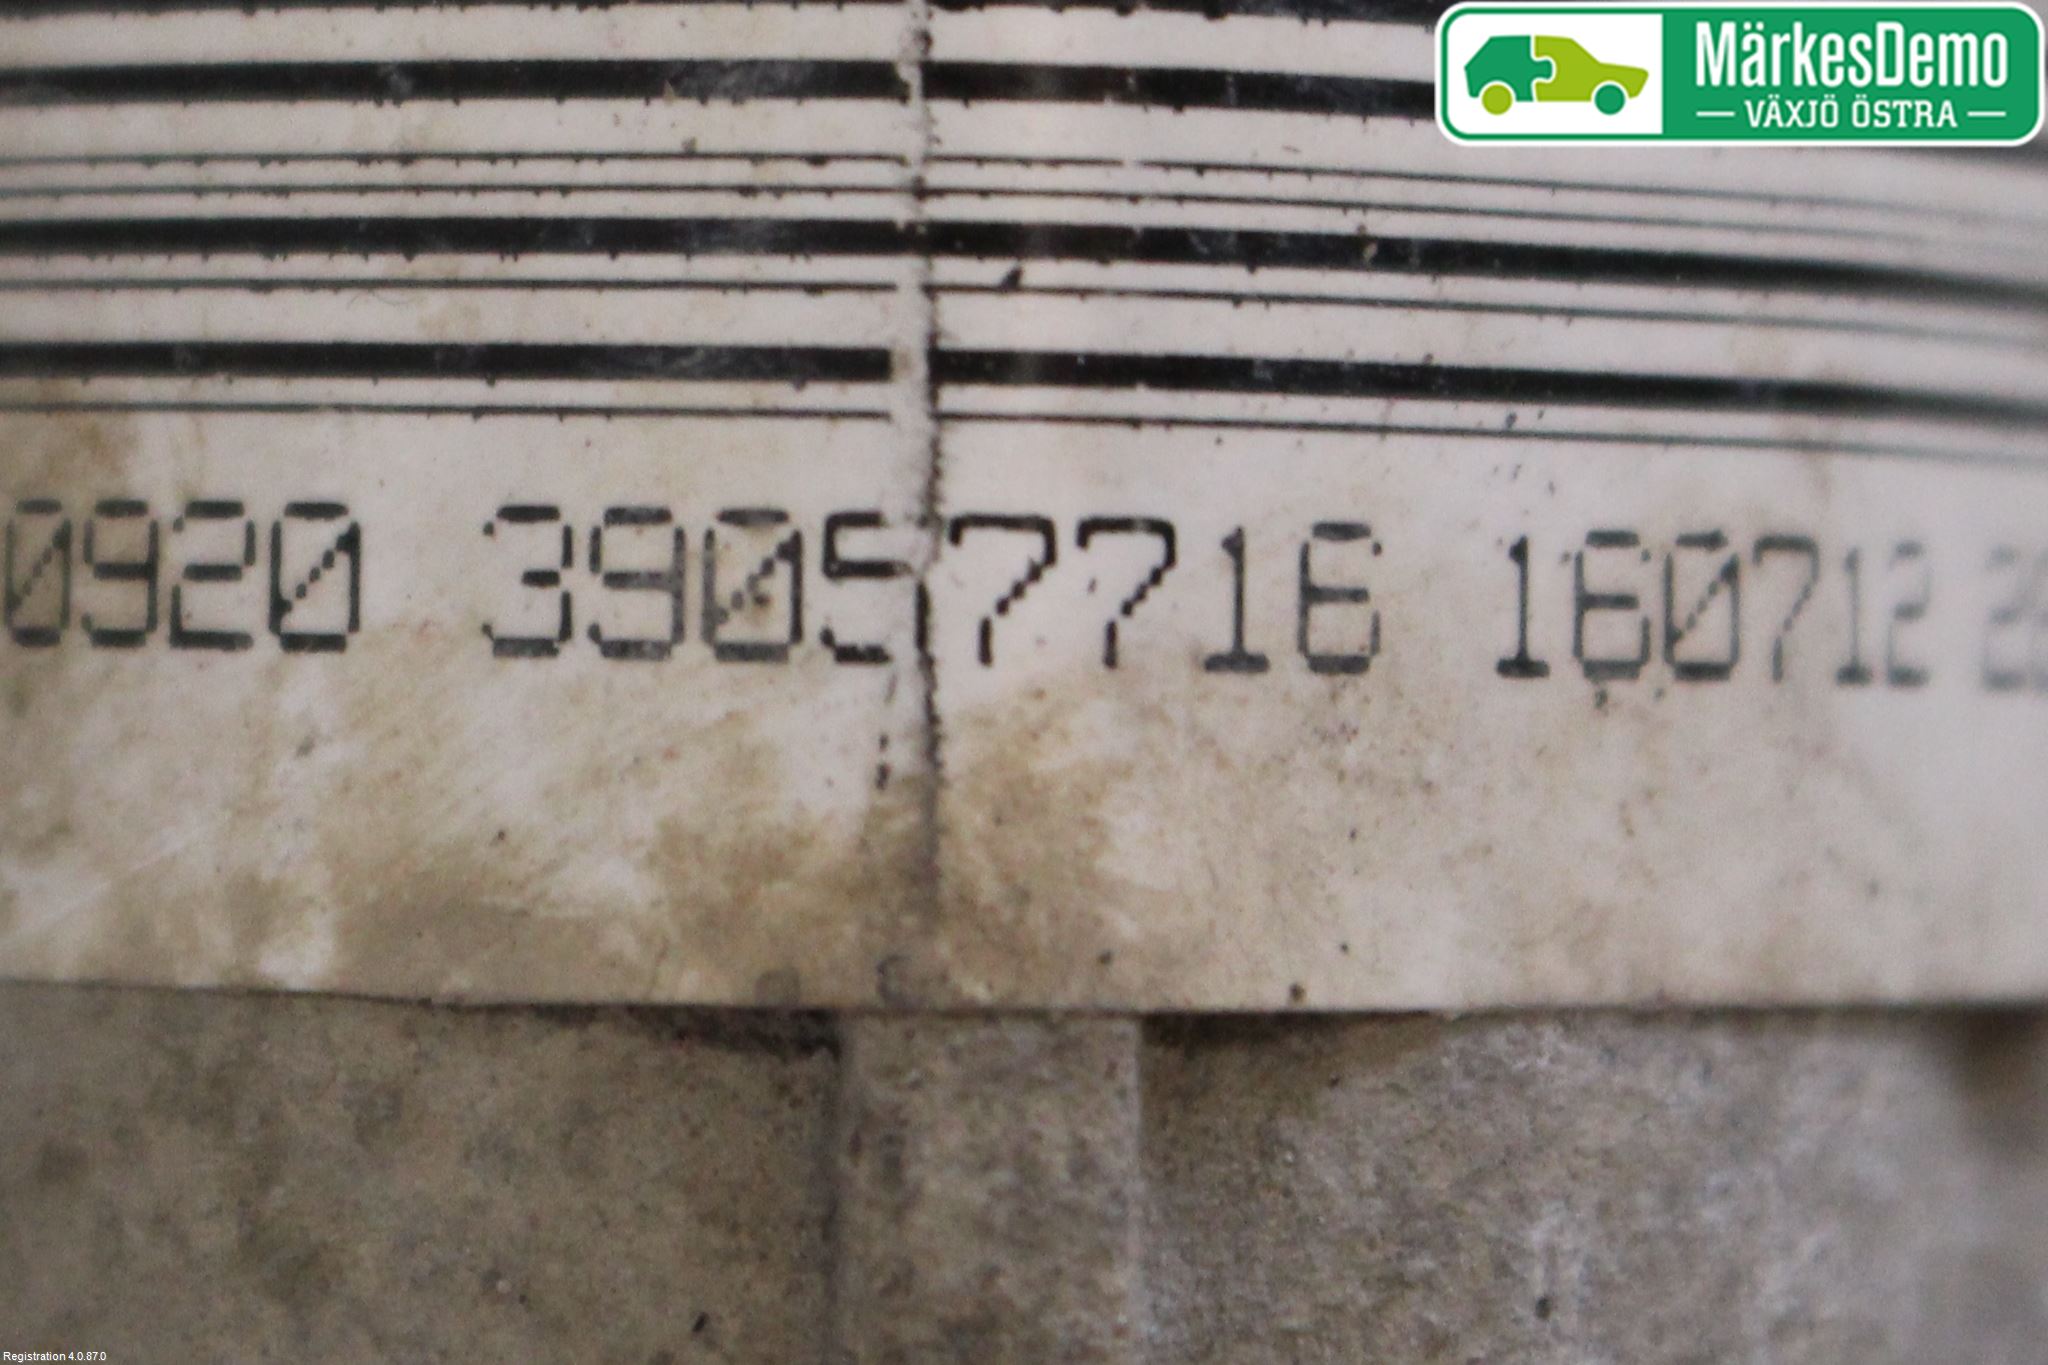 MärkesDemo
VÄXJÖ ÖSTRA
0920 39057716 160712
Registration 4.0.87.0